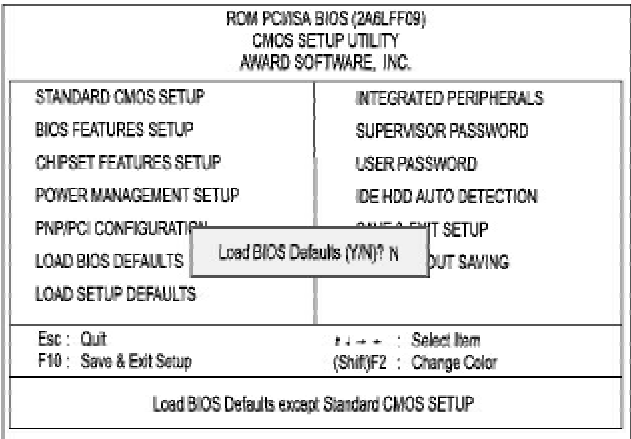 ROM PCI/ISA BIOS (2A6LFF09)
CMOS SETUP UTILITY
AWARD SOFTWARE, INC.
STANDARD CMOS SETUP
BIOS FEATURES SETUP
CHIPSET FEATURES SETUP
POWER MANAGEMENT SETUP
PNP/PCI CONFIGURATION
LOAD BIOS DEFAULTS
LOAD SETUP DEFAULTS
INTEGRATED PERIPHERALS
SUPERVISOR PASSWORD
USER PASSWORD
IDE HDD AUTO DETECTION
SAVE & EXIT SETUP
OUT SAVING
Load BIOS Defaults (Y/N)? N
Esc : Quit
F10 : Save & Exit Setup
: Select Item
(Shift)F2 : Change Color
Load BIOS Defaults except Standard CMOS SETUP